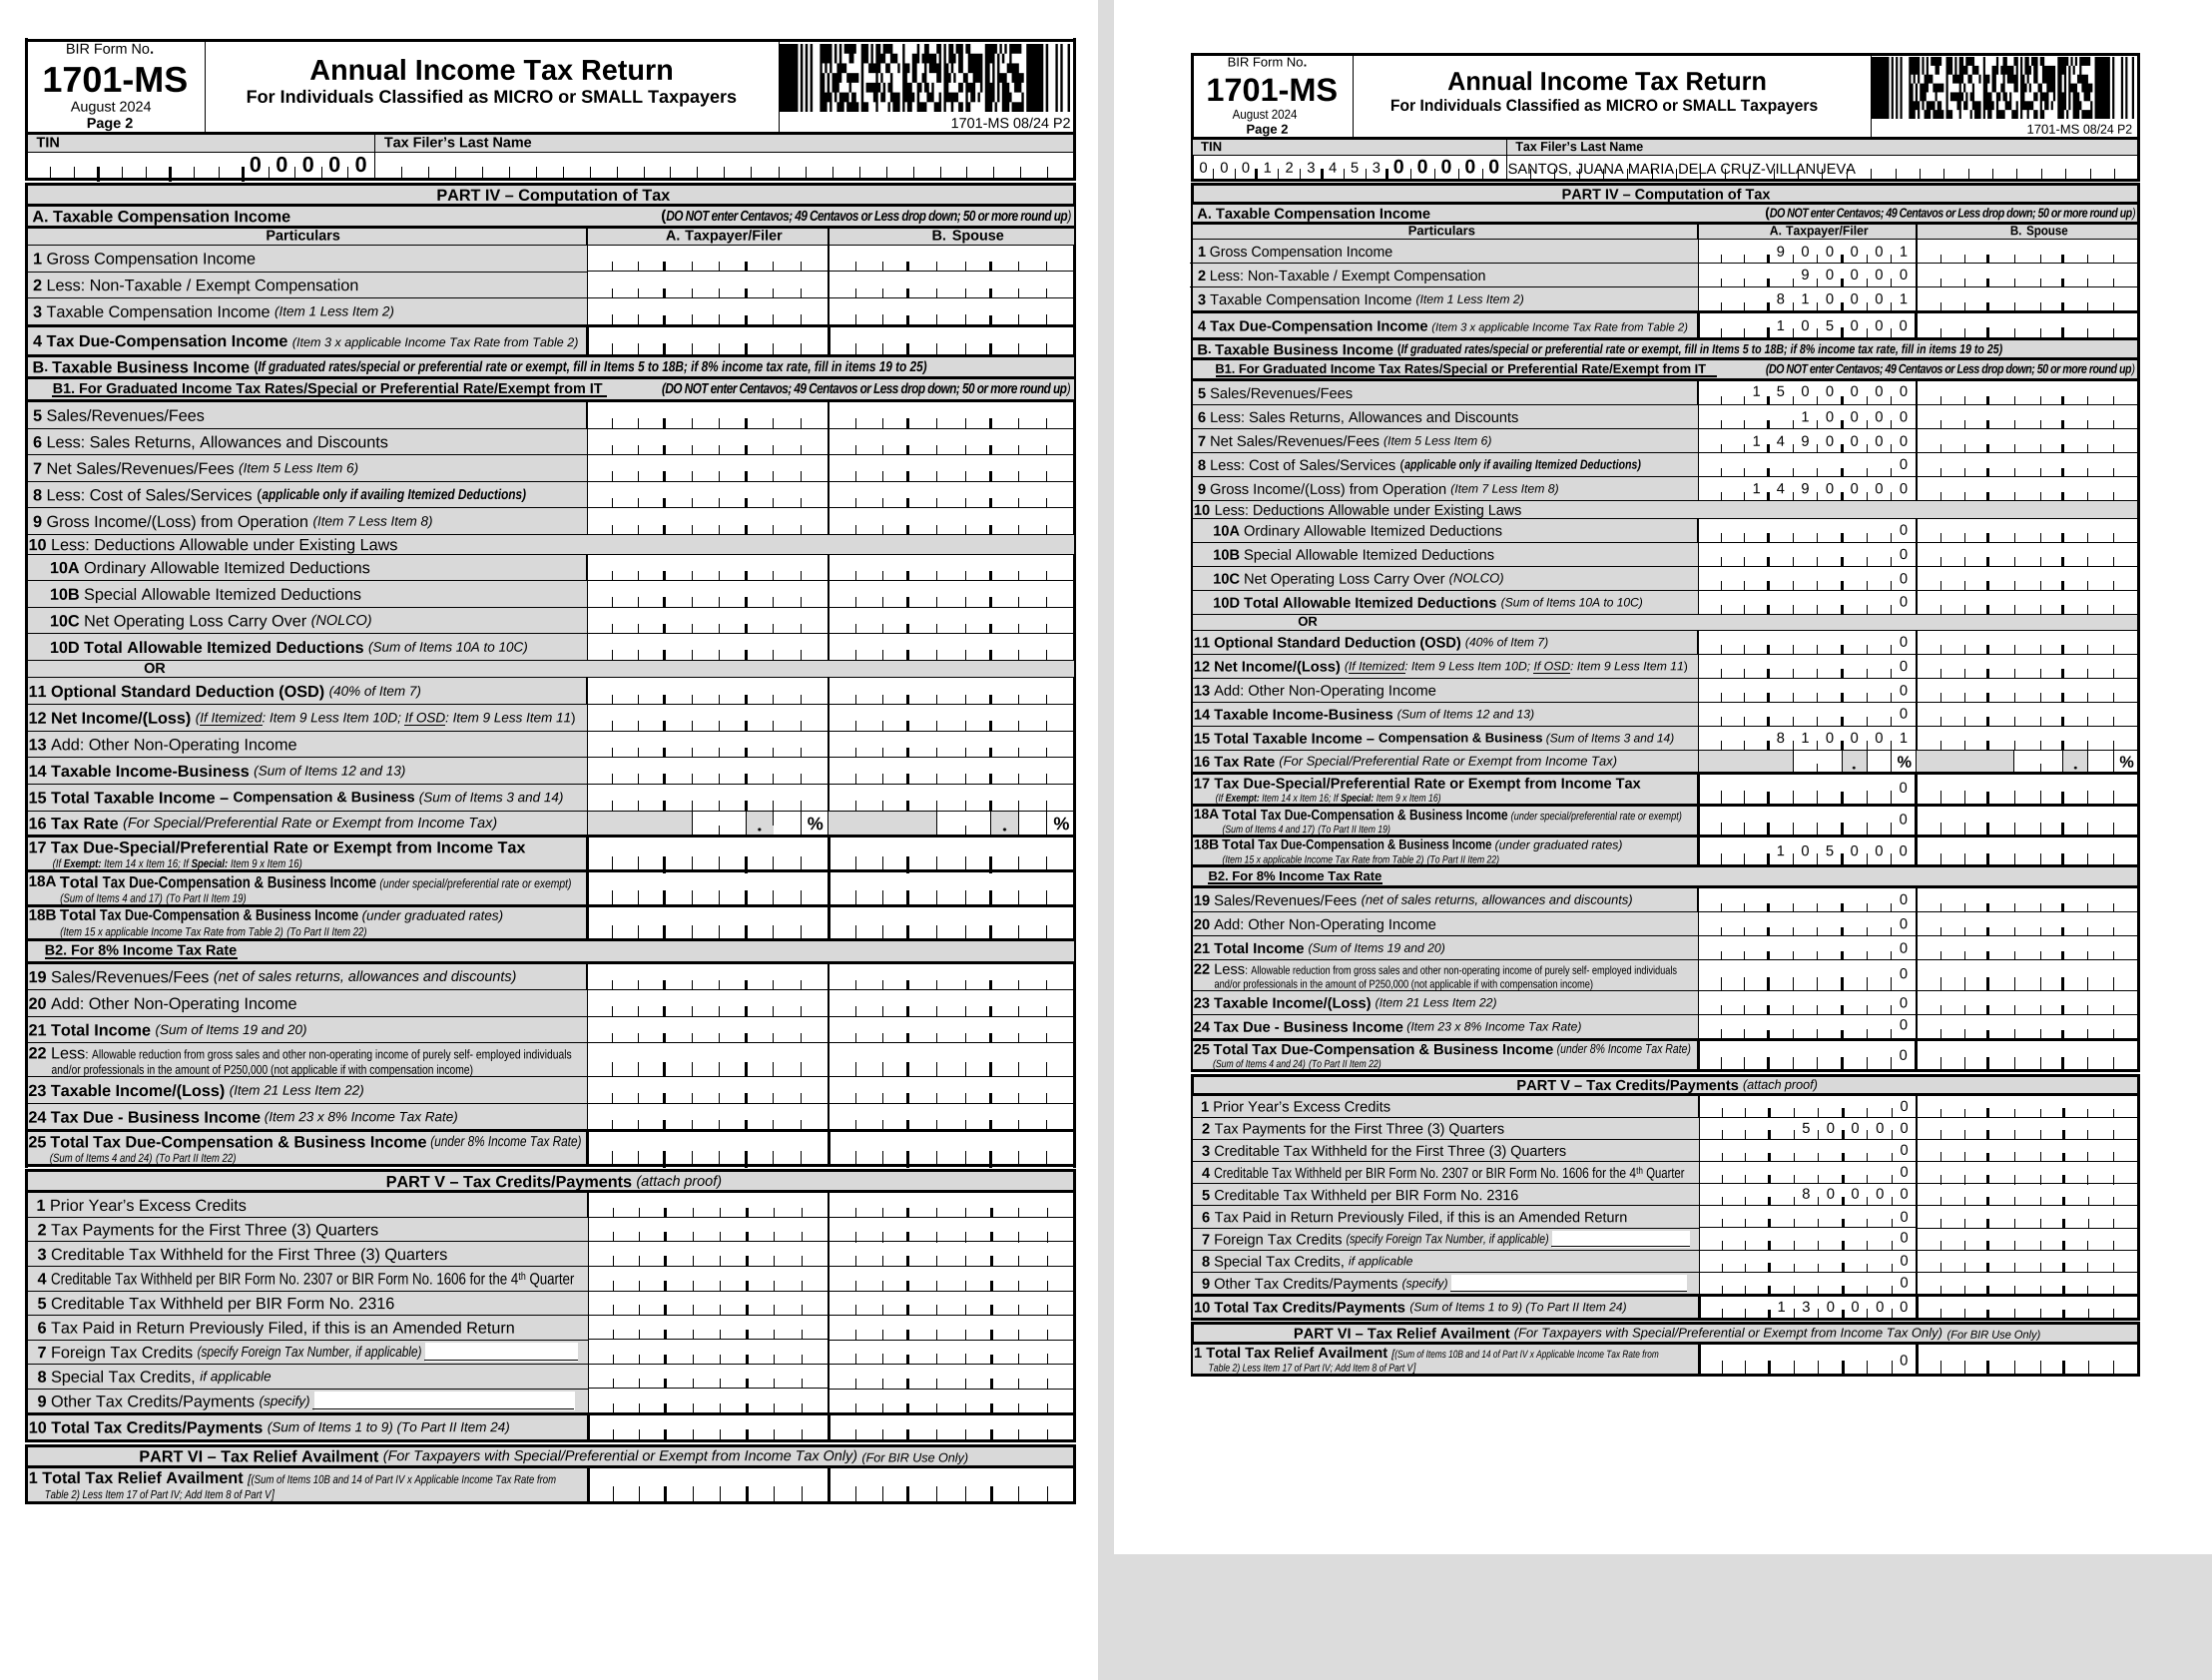 BIR Form No.
1701-MS
August 2024
Page 2
Annual Income Tax Return
For Individuals Classified as MICRO or SMALL Taxpayers
1701-MS 08/24 P2
TIN Tax Filer's Last Name
0 0 0 0 0
PART IV – Computation of Tax
A. Taxable Compensation Income (DO NOT enter Centavos; 49 Centavos or Less drop down; 50 or more round up)
Particulars A. Taxpayer/Filer B. Spouse
1 Gross Compensation Income
2 Less: Non-Taxable / Exempt Compensation
3 Taxable Compensation Income (Item 1 Less Item 2)
4 Tax Due-Compensation Income (Item 3 x applicable Income Tax Rate from Table 2)
B. Taxable Business Income (If graduated rates/special or preferential rate or exempt, fill in Items 5 to 18B; if 8% income tax rate, fill in items 19 to 25)
B1. For Graduated Income Tax Rates/Special or Preferential Rate/Exempt from IT (DO NOT enter Centavos; 49 Centavos or Less drop down; 50 or more round up)
5 Sales/Revenues/Fees
6 Less: Sales Returns, Allowances and Discounts
7 Net Sales/Revenues/Fees (Item 5 Less Item 6)
8 Less: Cost of Sales/Services (applicable only if availing Itemized Deductions)
9 Gross Income/(Loss) from Operation (Item 7 Less Item 8)
10 Less: Deductions Allowable under Existing Laws
10A Ordinary Allowable Itemized Deductions
10B Special Allowable Itemized Deductions
10C Net Operating Loss Carry Over (NOLCO)
10D Total Allowable Itemized Deductions (Sum of Items 10A to 10C)
OR
11 Optional Standard Deduction (OSD) (40% of Item 7)
12 Net Income/(Loss) (If Itemized: Item 9 Less Item 10D; If OSD: Item 9 Less Item 11)
13 Add: Other Non-Operating Income
14 Taxable Income-Business (Sum of Items 12 and 13)
15 Total Taxable Income – Compensation & Business (Sum of Items 3 and 14)
16 Tax Rate (For Special/Preferential Rate or Exempt from Income Tax) . % . %
17 Tax Due-Special/Preferential Rate or Exempt from Income Tax
(If Exempt: Item 14 x Item 16; If Special: Item 9 x Item 16)
18A Total Tax Due-Compensation & Business Income (under special/preferential rate or exempt)
(Sum of Items 4 and 17) (To Part II Item 19)
18B Total Tax Due-Compensation & Business Income (under graduated rates)
(Item 15 x applicable Income Tax Rate from Table 2) (To Part II Item 22)
B2. For 8% Income Tax Rate
19 Sales/Revenues/Fees (net of sales returns, allowances and discounts)
20 Add: Other Non-Operating Income
21 Total Income (Sum of Items 19 and 20)
22 Less: Allowable reduction from gross sales and other non-operating income of purely self- employed individuals
and/or professionals in the amount of P250,000 (not applicable if with compensation income)
23 Taxable Income/(Loss) (Item 21 Less Item 22)
24 Tax Due - Business Income (Item 23 x 8% Income Tax Rate)
25 Total Tax Due-Compensation & Business Income (under 8% Income Tax Rate)
(Sum of Items 4 and 24) (To Part II Item 22)
PART V – Tax Credits/Payments (attach proof)
1 Prior Year's Excess Credits
2 Tax Payments for the First Three (3) Quarters
3 Creditable Tax Withheld for the First Three (3) Quarters
4 Creditable Tax Withheld per BIR Form No. 2307 or BIR Form No. 1606 for the 4th Quarter
5 Creditable Tax Withheld per BIR Form No. 2316
6 Tax Paid in Return Previously Filed, if this is an Amended Return
7 Foreign Tax Credits (specify Foreign Tax Number, if applicable)
8 Special Tax Credits, if applicable
9 Other Tax Credits/Payments (specify)
10 Total Tax Credits/Payments (Sum of Items 1 to 9) (To Part II Item 24)
PART VI – Tax Relief Availment (For Taxpayers with Special/Preferential or Exempt from Income Tax Only) (For BIR Use Only)
1 Total Tax Relief Availment [(Sum of Items 10B and 14 of Part IV x Applicable Income Tax Rate from
Table 2) Less Item 17 of Part IV; Add Item 8 of Part V]
BIR Form No.
1701-MS
August 2024
Page 2
Annual Income Tax Return
For Individuals Classified as MICRO or SMALL Taxpayers
1701-MS 08/24 P2
TIN Tax Filer's Last Name
0 0 0 1 2 3 4 5 3 0 0 0 0 0 SANTOS, JUANA MARIA DELA CRUZ-VILLANUEVA
PART IV – Computation of Tax
A. Taxable Compensation Income (DO NOT enter Centavos; 49 Centavos or Less drop down; 50 or more round up)
Particulars A. Taxpayer/Filer B. Spouse
1 Gross Compensation Income 9 0 0 0 0 1
2 Less: Non-Taxable / Exempt Compensation 9 0 0 0 0
3 Taxable Compensation Income (Item 1 Less Item 2) 8 1 0 0 0 1
4 Tax Due-Compensation Income (Item 3 x applicable Income Tax Rate from Table 2) 1 0 5 0 0 0
B. Taxable Business Income (If graduated rates/special or preferential rate or exempt, fill in Items 5 to 18B; if 8% income tax rate, fill in items 19 to 25)
B1. For Graduated Income Tax Rates/Special or Preferential Rate/Exempt from IT (DO NOT enter Centavos; 49 Centavos or Less drop down; 50 or more round up)
5 Sales/Revenues/Fees 1 5 0 0 0 0 0
6 Less: Sales Returns, Allowances and Discounts 1 0 0 0 0
7 Net Sales/Revenues/Fees (Item 5 Less Item 6) 1 4 9 0 0 0 0
8 Less: Cost of Sales/Services (applicable only if availing Itemized Deductions) 0
9 Gross Income/(Loss) from Operation (Item 7 Less Item 8) 1 4 9 0 0 0 0
10 Less: Deductions Allowable under Existing Laws
10A Ordinary Allowable Itemized Deductions 0
10B Special Allowable Itemized Deductions 0
10C Net Operating Loss Carry Over (NOLCO) 0
10D Total Allowable Itemized Deductions (Sum of Items 10A to 10C) 0
OR
11 Optional Standard Deduction (OSD) (40% of Item 7) 0
12 Net Income/(Loss) (If Itemized: Item 9 Less Item 10D; If OSD: Item 9 Less Item 11) 0
13 Add: Other Non-Operating Income 0
14 Taxable Income-Business (Sum of Items 12 and 13) 0
15 Total Taxable Income – Compensation & Business (Sum of Items 3 and 14) 8 1 0 0 0 1
16 Tax Rate (For Special/Preferential Rate or Exempt from Income Tax) . % . %
17 Tax Due-Special/Preferential Rate or Exempt from Income Tax 0
(If Exempt: Item 14 x Item 16; If Special: Item 9 x Item 16)
18A Total Tax Due-Compensation & Business Income (under special/preferential rate or exempt) 0
(Sum of Items 4 and 17) (To Part II Item 19)
18B Total Tax Due-Compensation & Business Income (under graduated rates) 1 0 5 0 0 0
(Item 15 x applicable Income Tax Rate from Table 2) (To Part II Item 22)
B2. For 8% Income Tax Rate
19 Sales/Revenues/Fees (net of sales returns, allowances and discounts) 0
20 Add: Other Non-Operating Income 0
21 Total Income (Sum of Items 19 and 20) 0
22 Less: Allowable reduction from gross sales and other non-operating income of purely self- employed individuals 0
and/or professionals in the amount of P250,000 (not applicable if with compensation income)
23 Taxable Income/(Loss) (Item 21 Less Item 22) 0
24 Tax Due - Business Income (Item 23 x 8% Income Tax Rate) 0
25 Total Tax Due-Compensation & Business Income (under 8% Income Tax Rate) 0
(Sum of Items 4 and 24) (To Part II Item 22)
PART V – Tax Credits/Payments (attach proof)
1 Prior Year's Excess Credits 0
2 Tax Payments for the First Three (3) Quarters 5 0 0 0 0
3 Creditable Tax Withheld for the First Three (3) Quarters 0
4 Creditable Tax Withheld per BIR Form No. 2307 or BIR Form No. 1606 for the 4th Quarter 0
5 Creditable Tax Withheld per BIR Form No. 2316 8 0 0 0 0
6 Tax Paid in Return Previously Filed, if this is an Amended Return 0
7 Foreign Tax Credits (specify Foreign Tax Number, if applicable) 0
8 Special Tax Credits, if applicable 0
9 Other Tax Credits/Payments (specify) 0
10 Total Tax Credits/Payments (Sum of Items 1 to 9) (To Part II Item 24) 1 3 0 0 0 0
PART VI – Tax Relief Availment (For Taxpayers with Special/Preferential or Exempt from Income Tax Only) (For BIR Use Only)
1 Total Tax Relief Availment [(Sum of Items 10B and 14 of Part IV x Applicable Income Tax Rate from 0
Table 2) Less Item 17 of Part IV; Add Item 8 of Part V]